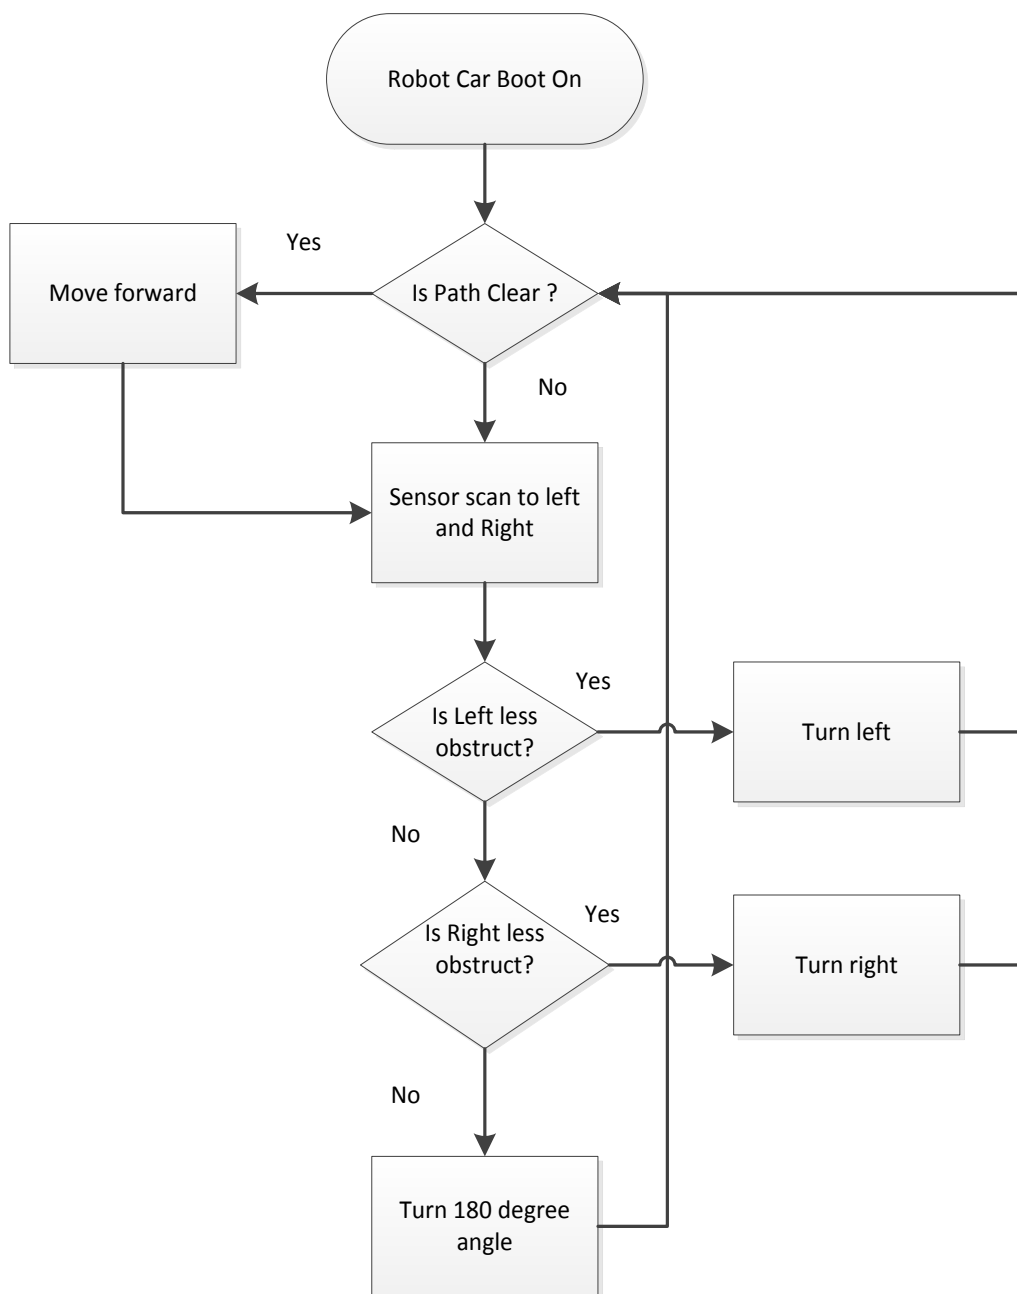 Robot Car Boot On
Yes
Move forward
Is Path Clear ?
No
Sensor scan to left
and Right
Yes
Is Left less
obstruct?
Turn left
No
Yes
Is Right less
obstruct?
Turn right
No
Turn 180 degree
angle